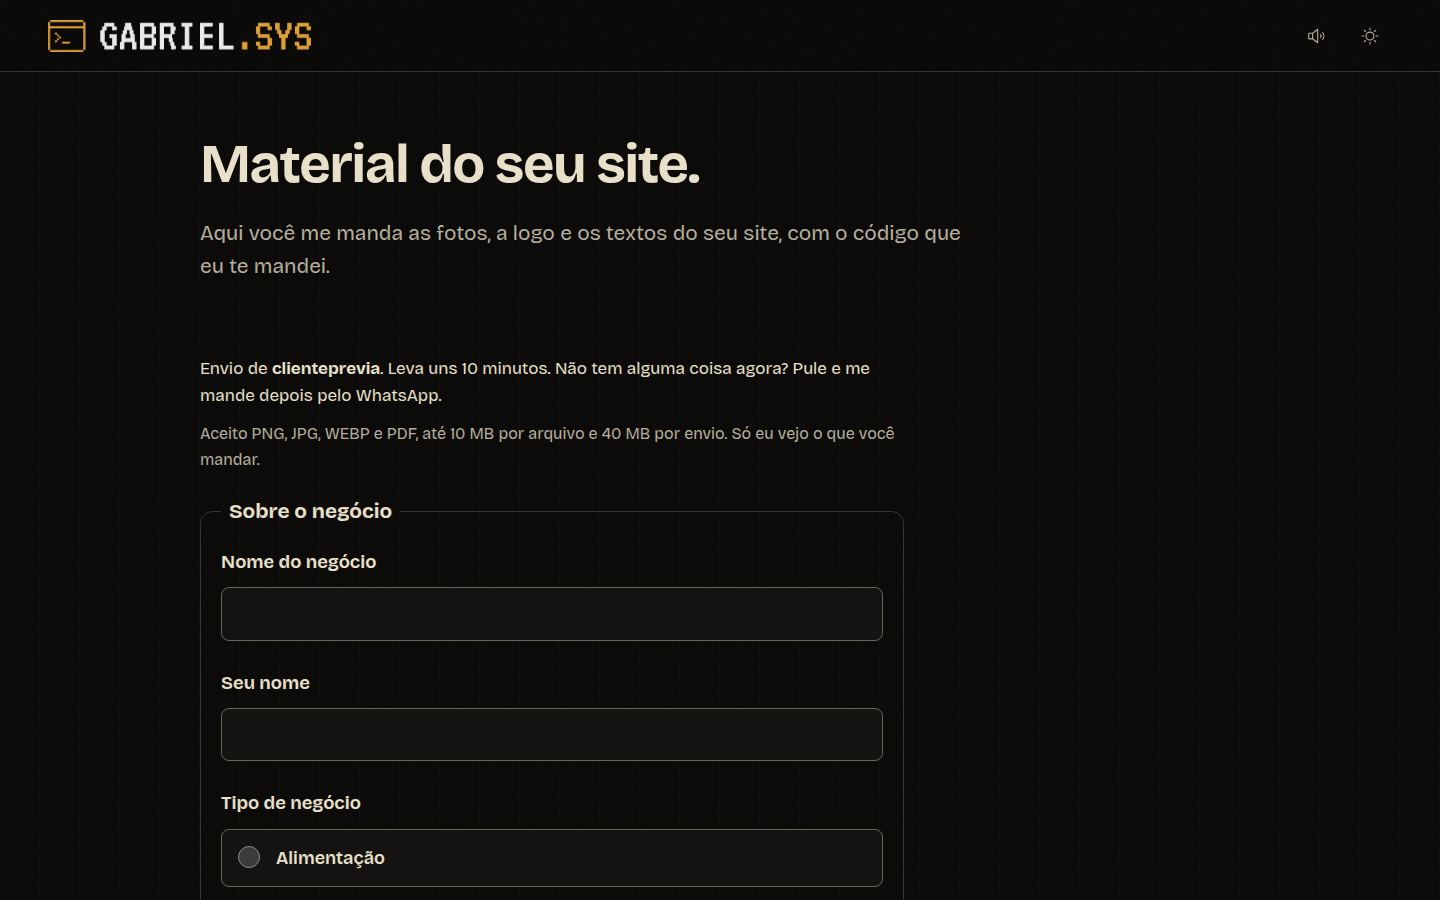 GABRIEL.SYS
Material do seu site.
Aqui você me manda as fotos, a logo e os textos do seu site, com o código que
eu te mandei.
Envio de clienteprevia. Leva uns 10 minutos. Não tem alguma coisa agora? Pule e me
mande depois pelo WhatsApp.
Aceito PNG, JPG, WEBP e PDF, até 10 MB por arquivo e 40 MB por envio. Só eu vejo o que você
mandar.
Sobre o negócio
Nome do negócio
Seu nome
Tipo de negócio
Alimentação